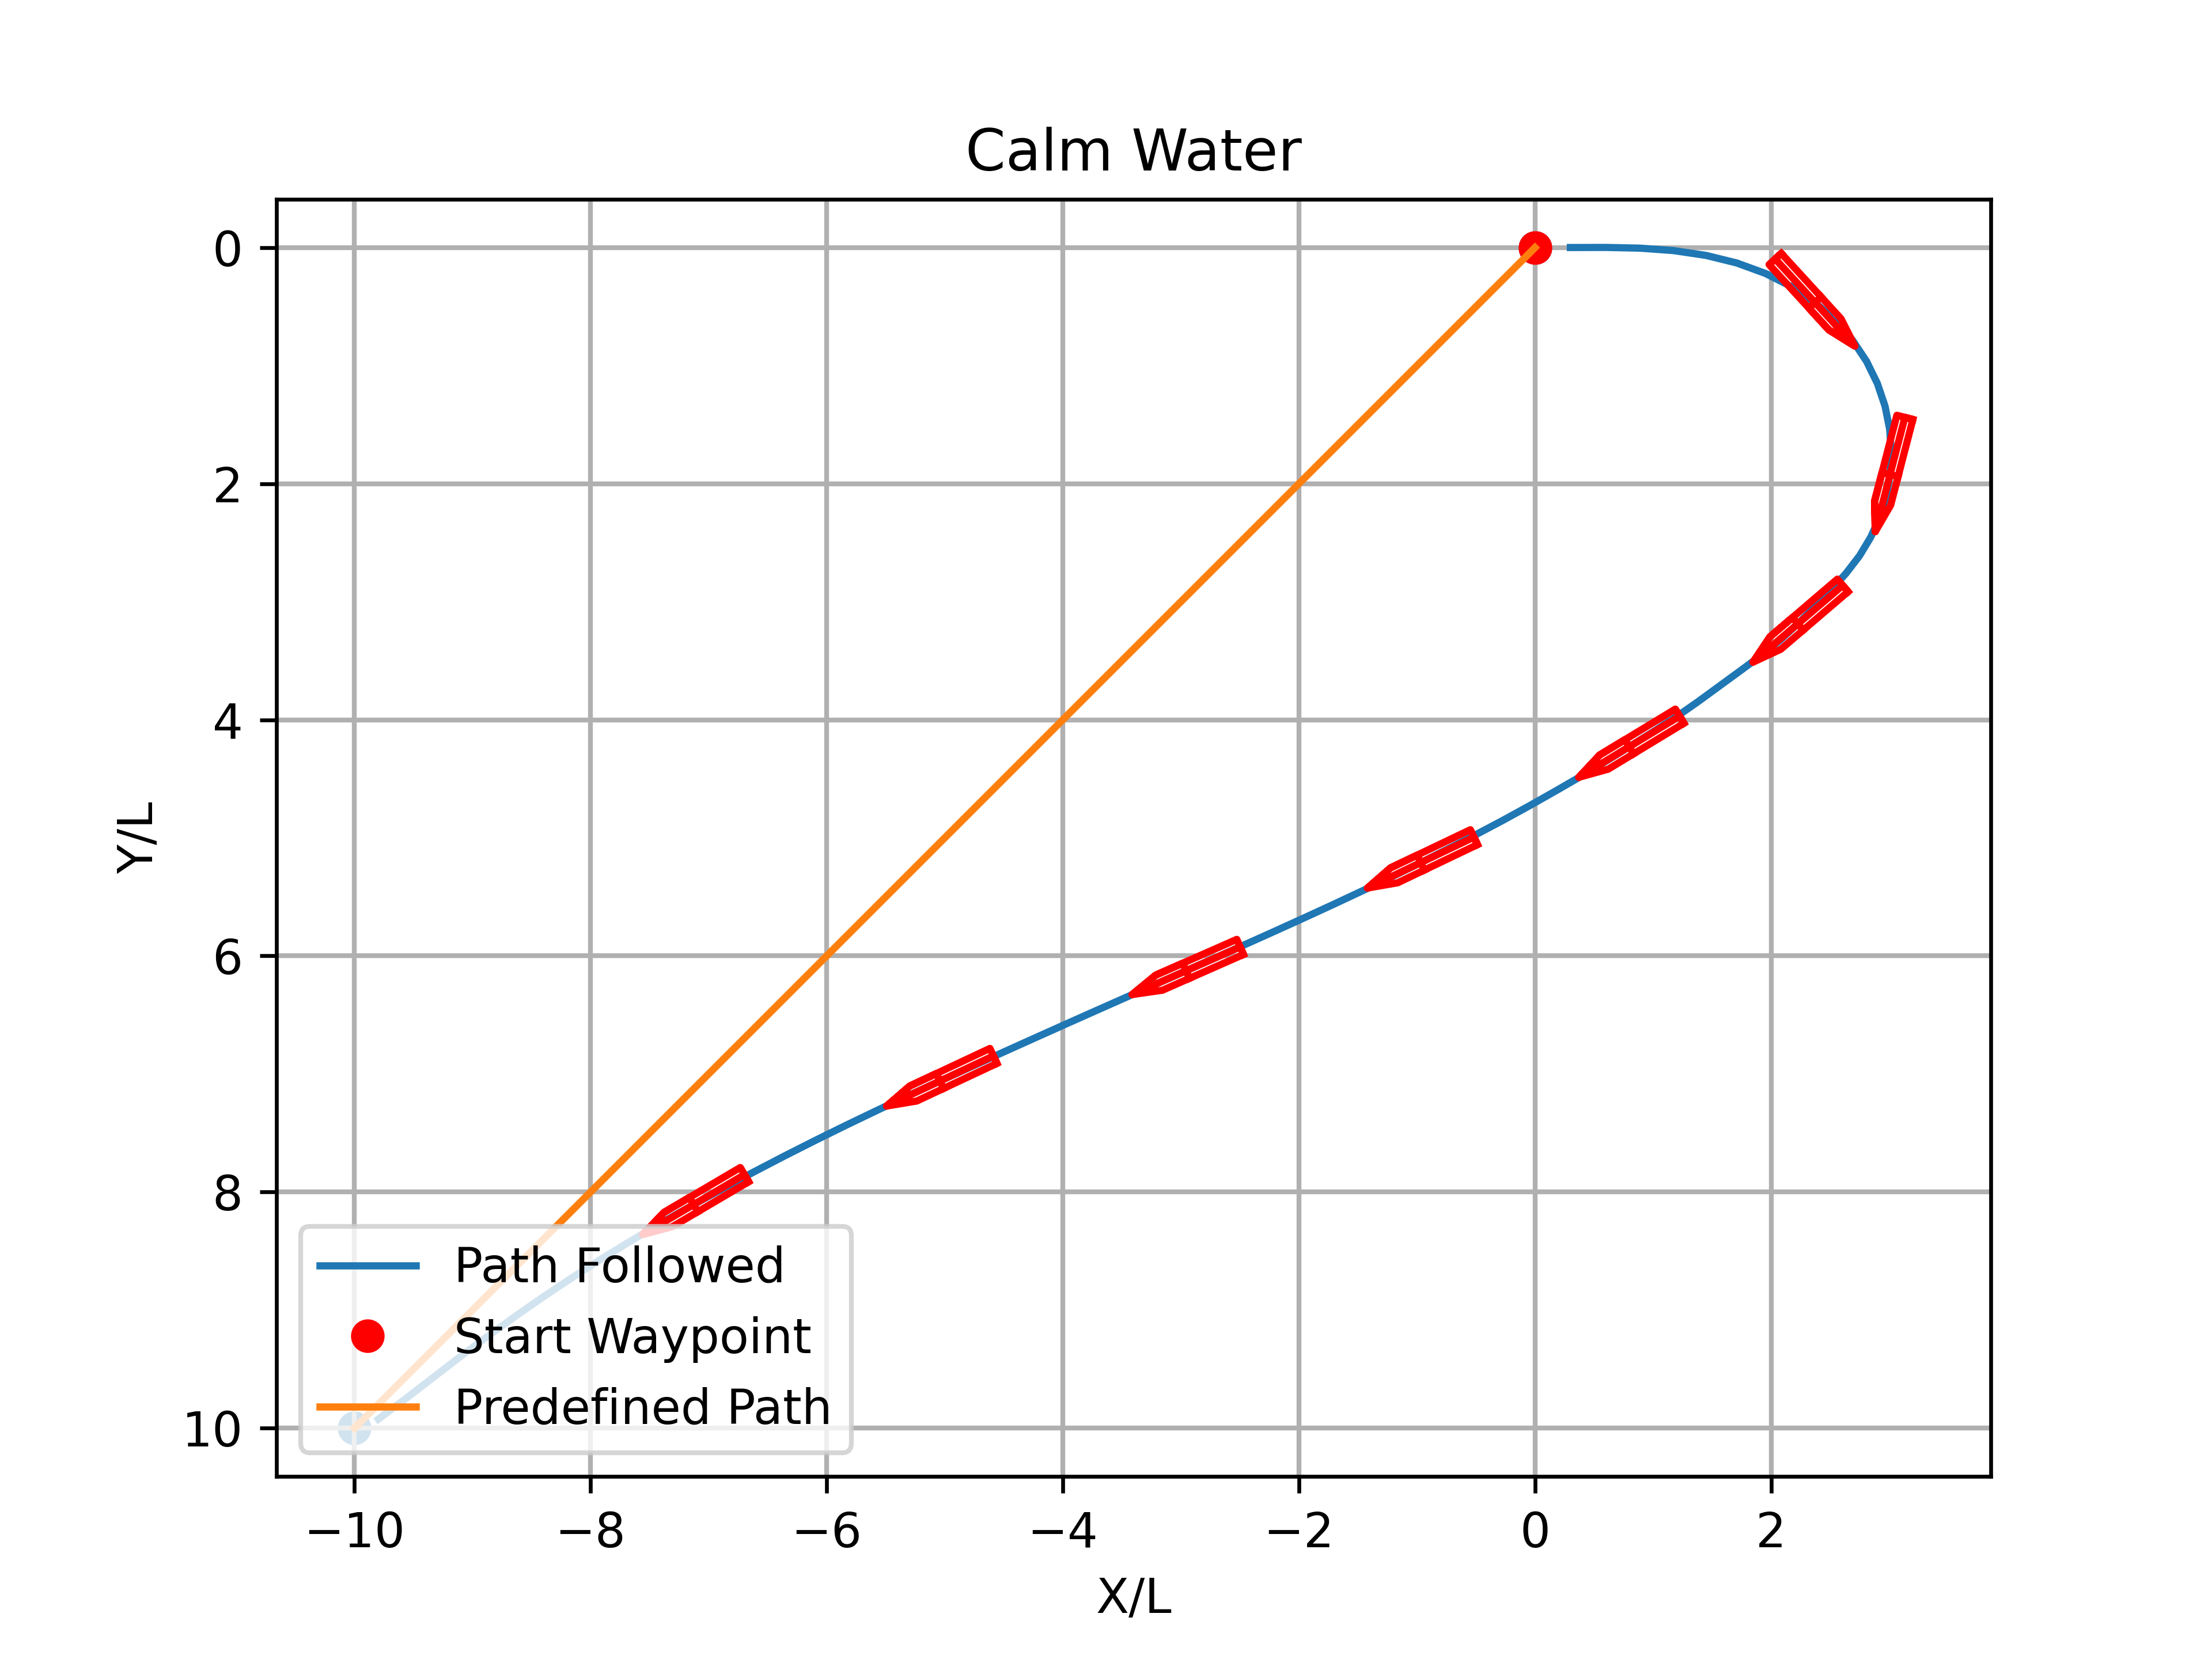 Calm Water
0
2
4
6
8
10
Y/L
Path Followed
Start Waypoint
Predefined Path
−10 −8 −6 −4 −2 0 2
X/L